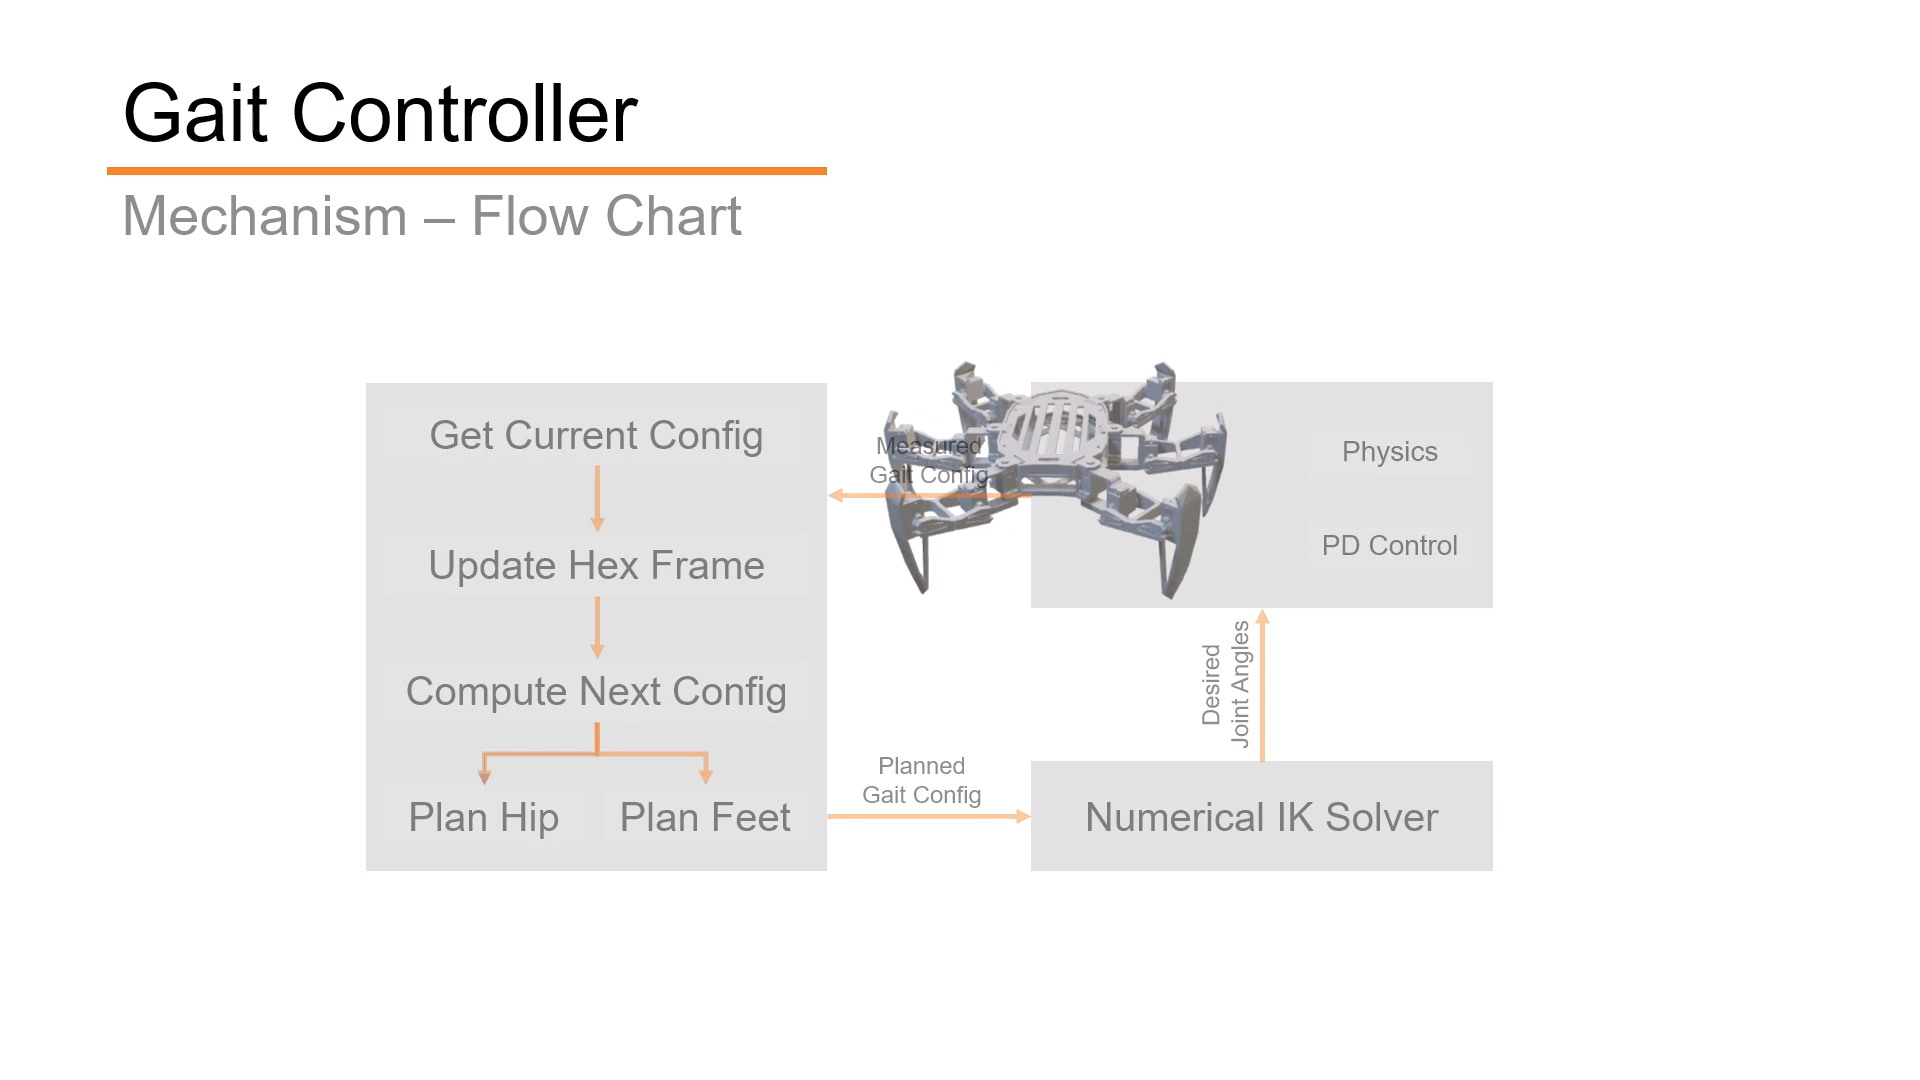 Gait Controller
Mechanism – Flow Chart
Get Current Config
Update Hex Frame
Compute Next Config
Plan Hip
Plan Feet
Measured
Gait Config
Planned
Gait Config
Physics
PD Control
Desired
Joint Angles
Numerical IK Solver